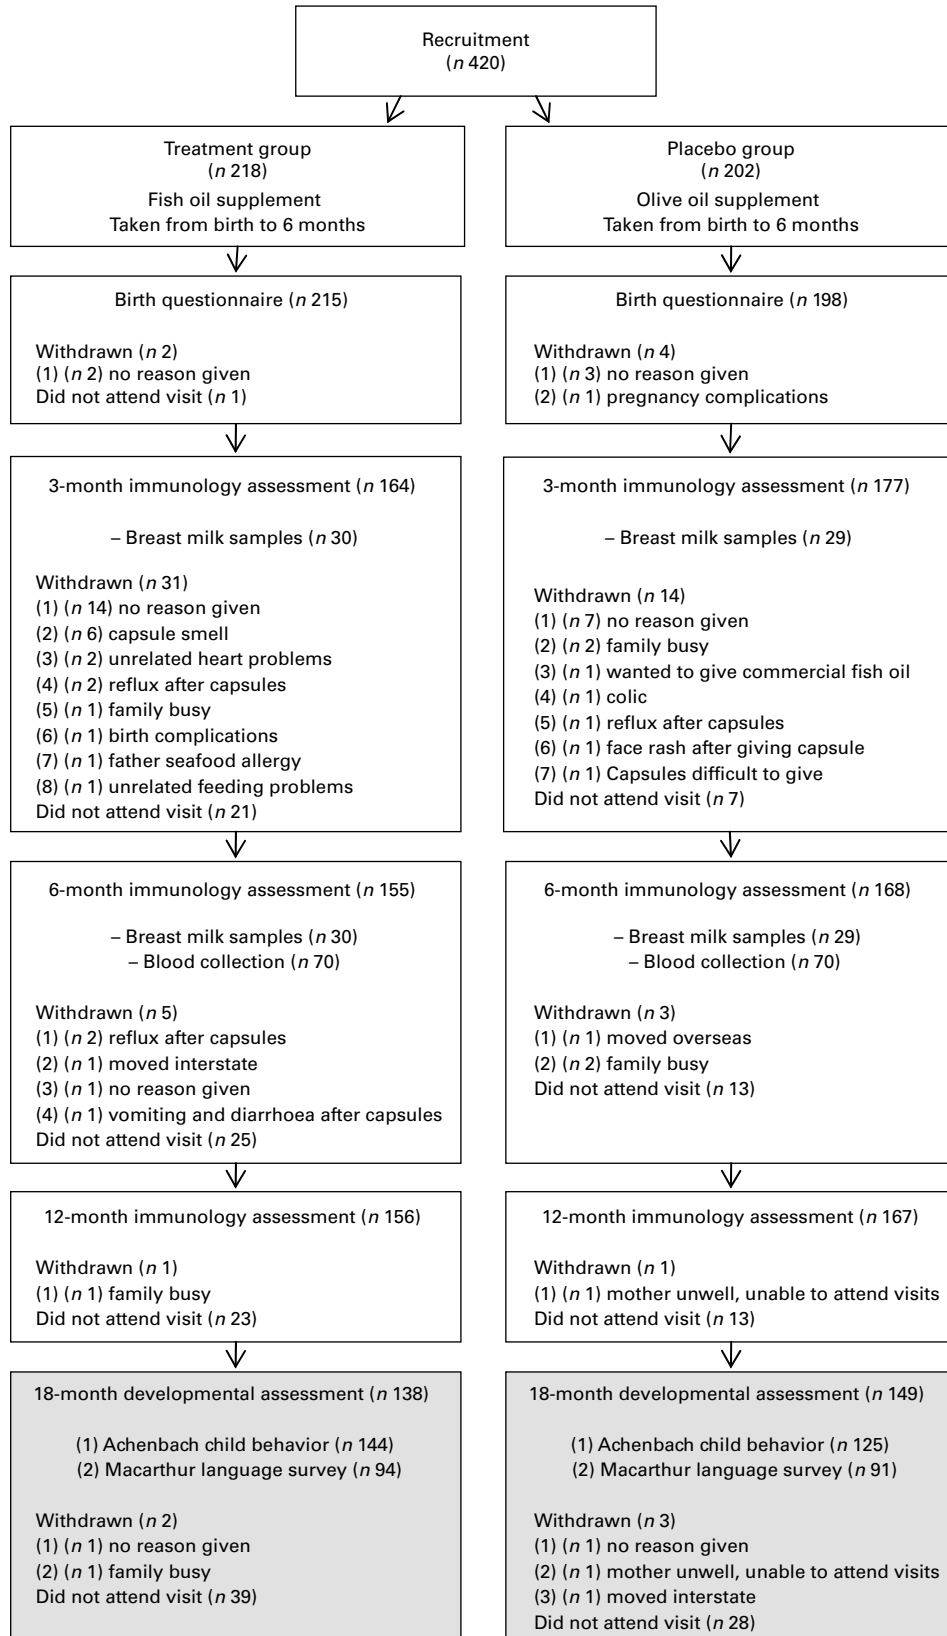 Recruitment
(n 420)
Treatment group
(n 218)
Fish oil supplement
Taken from birth to 6 months
Placebo group
(n 202)
Olive oil supplement
Taken from birth to 6 months
Birth questionnaire (n 215)
Withdrawn (n 2)
(1) (n 2) no reason given
Did not attend visit (n 1)
Birth questionnaire (n 198)
Withdrawn (n 4)
(1) (n 3) no reason given
(2) (n 1) pregnancy complications
3-month immunology assessment (n 164)
– Breast milk samples (n 30)
Withdrawn (n 31)
(1) (n 14) no reason given
(2) (n 6) capsule smell
(3) (n 2) unrelated heart problems
(4) (n 2) reflux after capsules
(5) (n 1) family busy
(6) (n 1) birth complications
(7) (n 1) father seafood allergy
(8) (n 1) unrelated feeding problems
Did not attend visit (n 21)
3-month immunology assessment (n 177)
– Breast milk samples (n 29)
Withdrawn (n 14)
(1) (n 7) no reason given
(2) (n 2) family busy
(3) (n 1) wanted to give commercial fish oil
(4) (n 1) colic
(5) (n 1) reflux after capsules
(6) (n 1) face rash after giving capsule
(7) (n 1) Capsules difficult to give
Did not attend visit (n 7)
6-month immunology assessment (n 155)
– Breast milk samples (n 30)
– Blood collection (n 70)
Withdrawn (n 5)
(1) (n 2) reflux after capsules
(2) (n 1) moved interstate
(3) (n 1) no reason given
(4) (n 1) vomiting and diarrhoea after capsules
Did not attend visit (n 25)
6-month immunology assessment (n 168)
– Breast milk samples (n 29)
– Blood collection (n 70)
Withdrawn (n 3)
(1) (n 1) moved overseas
(2) (n 2) family busy
Did not attend visit (n 13)
12-month immunology assessment (n 156)
Withdrawn (n 1)
(1) (n 1) family busy
Did not attend visit (n 23)
12-month immunology assessment (n 167)
Withdrawn (n 1)
(1) (n 1) mother unwell, unable to attend visits
Did not attend visit (n 13)
18-month developmental assessment (n 138)
(1) Achenbach child behavior (n 144)
(2) Macarthur language survey (n 94)
Withdrawn (n 2)
(1) (n 1) no reason given
(2) (n 1) family busy
Did not attend visit (n 39)
18-month developmental assessment (n 149)
(1) Achenbach child behavior (n 125)
(2) Macarthur language survey (n 91)
Withdrawn (n 3)
(1) (n 1) no reason given
(2) (n 1) mother unwell, unable to attend visits
(3) (n 1) moved interstate
Did not attend visit (n 28)